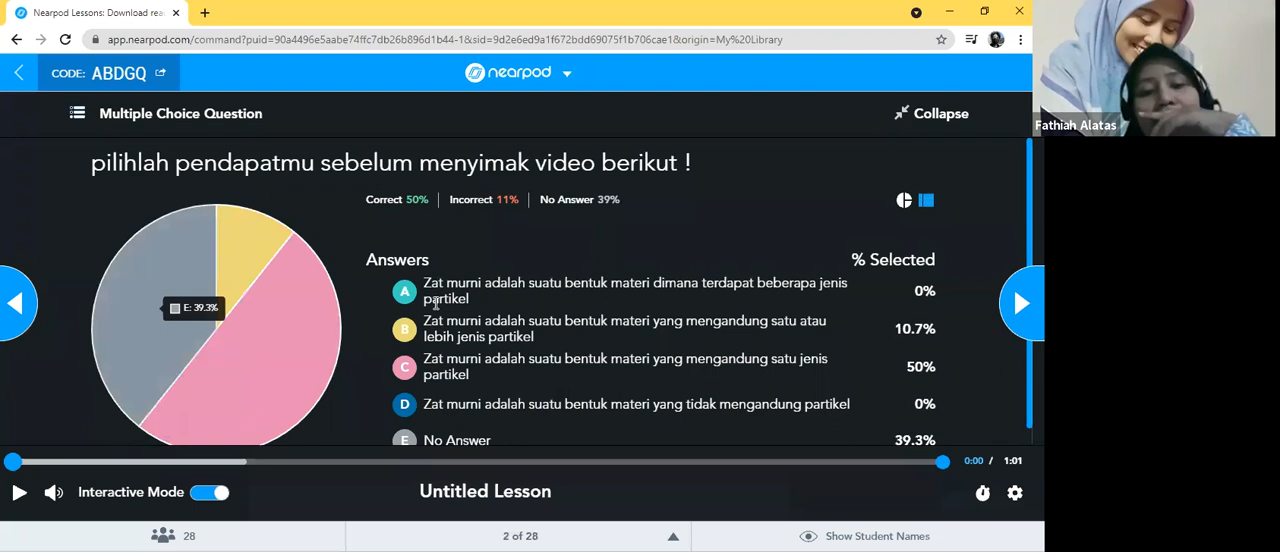 Nearpod Lessons: Download rea
app.nearpod.com/command?puid=90a4496e5aabe74ffc7db26b896d1b44-1&sid=9d2e6ed9a1f672bdd69075f1b706cae1&origin=My%20Library
CODE: ABDGQ
nearpod
Multiple Choice Question
Collapse
Fathiah Alatas
pilihlah pendapatmu sebelum menyimak video berikut !
Correct 50% | Incorrect 11% | No Answer 39%
Answers
% Selected
A Zat murni adalah suatu bentuk materi dimana terdapat beberapa jenis
partikel
0%
B Zat murni adalah suatu bentuk materi yang mengandung satu atau
lebih jenis partikel
10.7%
C Zat murni adalah suatu bentuk materi yang mengandung satu jenis
partikel
50%
D Zat murni adalah suatu bentuk materi yang tidak mengandung partikel
0%
E No Answer
39.3%
E: 39.3%
0:00 / 1:01
Interactive Mode
Untitled Lesson
28
2 of 28
Show Student Names